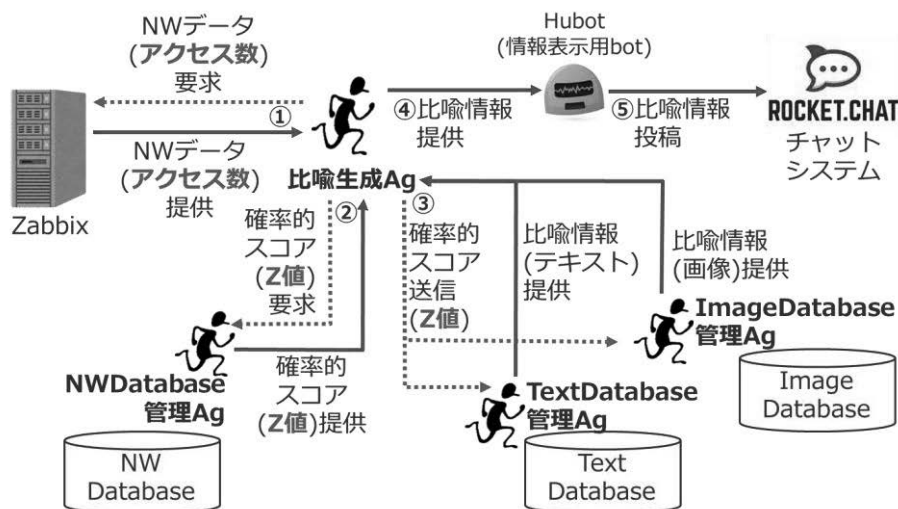 NWデータ
(アクセス数)
要求
①
NWデータ
(アクセス数)
提供
Zabbix
比喩生成Ag
④比喩情報
提供
Hubot
(情報表示用bot)
⑤比喩情報
投稿
ROCKET.CHAT
チャット
システム
②
確率的
スコア
(Z値)
要求
確率的
スコア
(Z値)提供
③
確率的
スコア
送信
(Z値)
比喩情報
(テキスト)
提供
比喩情報
(画像)提供
NWDatabase
管理Ag
NW
Database
TextDatabase
管理Ag
Text
Database
ImageDatabase
管理Ag
Image
Database